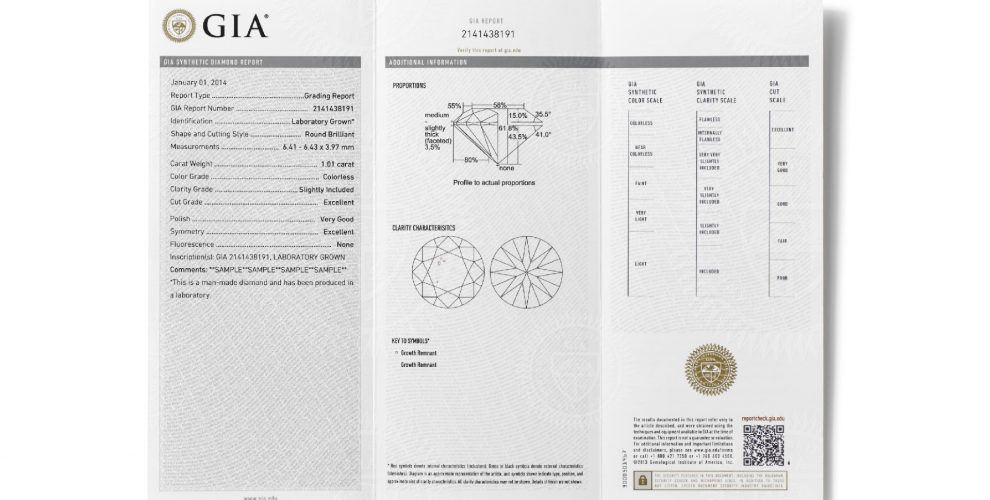 GIA®
GIA REPORT
2141438191
Verify this report at gia.edu
GIA SYNTHETIC DIAMOND REPORT
January 01, 2014
Report Type ........ Grading Report
GIA Report Number ........ 2141438191
Identification ........ Laboratory Grown*
Shape and Cutting Style ........ Round Brilliant
Measurements ........ 6.41 - 6.43 x 3.97 mm
Carat Weight ........ 1.01 carat
Color Grade ........ Colorless
Clarity Grade ........ Slightly Included
Cut Grade ........ Excellent
Polish ........ Very Good
Symmetry ........ Excellent
Fluorescence ........ None
Inscription(s): GIA 2141438191, LABORATORY GROWN
Comments: **SAMPLE**SAMPLE**SAMPLE**SAMPLE**
*This is a man-made diamond and has been produced in
a laboratory.
www.gia.edu
ADDITIONAL INFORMATION
PROPORTIONS
55%
58%
medium
15.0%
35.5°
slightly
thick
(faceted)
3.5%
61.8%
43.5%
41.0°
80%
none
Profile to actual proportions
CLARITY CHARACTERISITCS
KEY TO SYMBOLS*
Growth Remnant
Growth Remnant
* Red symbols denote internal characteristics (inclusions). Green or black symbols denote external characteristics
(blemishes). Diagram is an approximate representation of the article, and symbols shown indicate type, position, and
approximate size of clarity characteristics. All clarity characteristics may not be shown. Details of finish are not shown.
GIA
SYNTHETIC
COLOR SCALE
COLORLESS
NEAR
COLORLESS
FAINT
VERY
LIGHT
LIGHT
GIA
SYNTHETIC
CLARITY SCALE
FLAWLESS
INTERNALLY
FLAWLESS
VERY VERY
SLIGHTLY
INCLUDED
VERY
SLIGHTLY
INCLUDED
SLIGHTLY
INCLUDED
INCLUDED
GIA
CUT
SCALE
EXCELLENT
VERY
GOOD
GOOD
FAIR
POOR
GIA
The results documented in this report refer only to
the article described, and were obtained using the
techniques and equipment available to GIA at the time of
examination. This report is not a guarantee or valuation.
For additional information and important limitations
and disclaimers, please see www.gia.edu/terms
or call +1 800 421 7250 or +1 760 603 4500.
©2013 Gemological Institute of America, Inc.
reportcheck.gia.edu